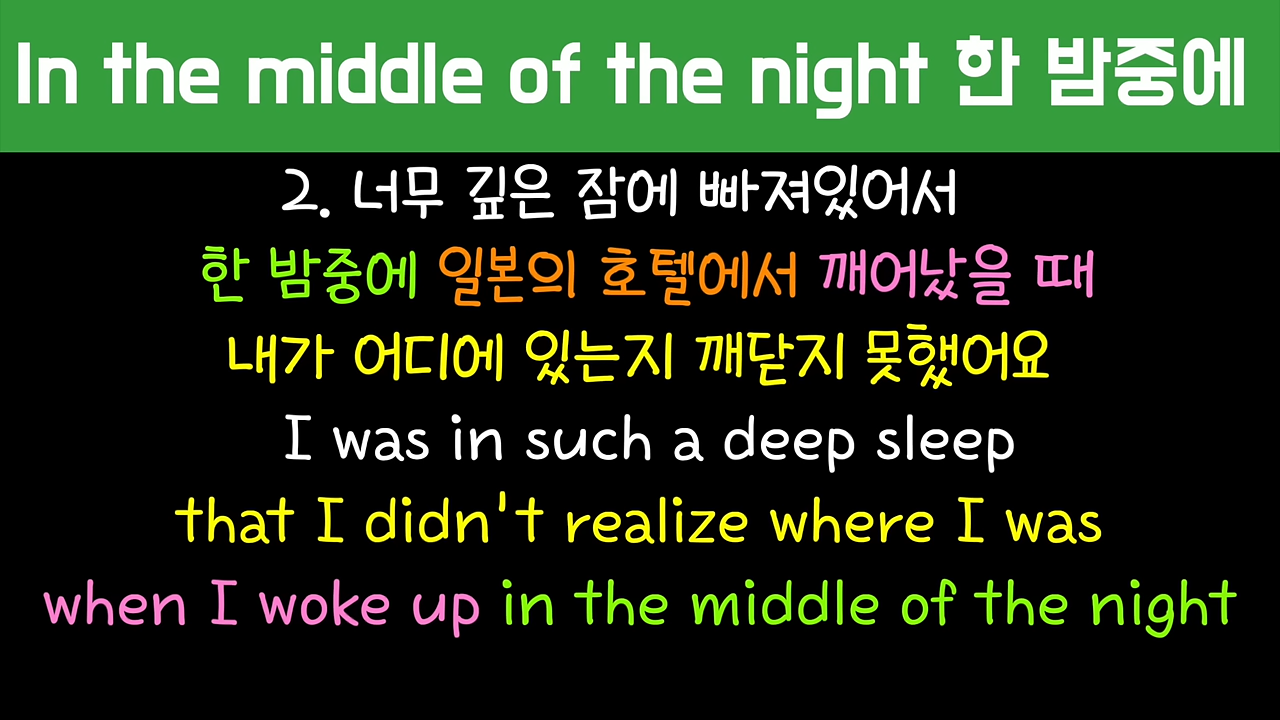 In the middle of the night 한 밤중에
2. 너무 깊은 잠에 빠져있어서
한 밤중에 일본의 호텔에서 깨어났을 때
내가 어디에 있는지 깨닫지 못했어요
I was in such a deep sleep
that I didn't realize where I was
when I woke up in the middle of the night